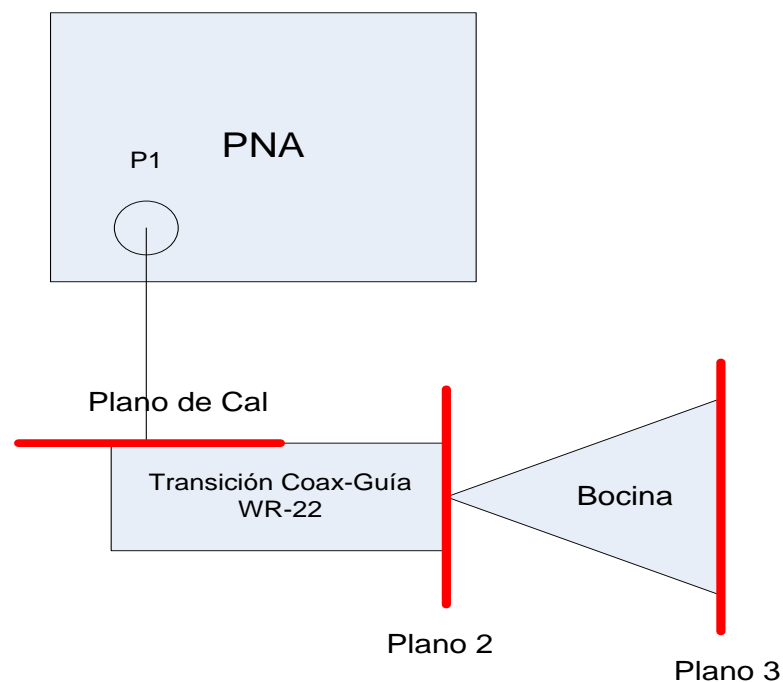 PNA
P1
Plano de Cal
Transición Coax-Guía
WR-22
Bocina
Plano 2
Plano 3